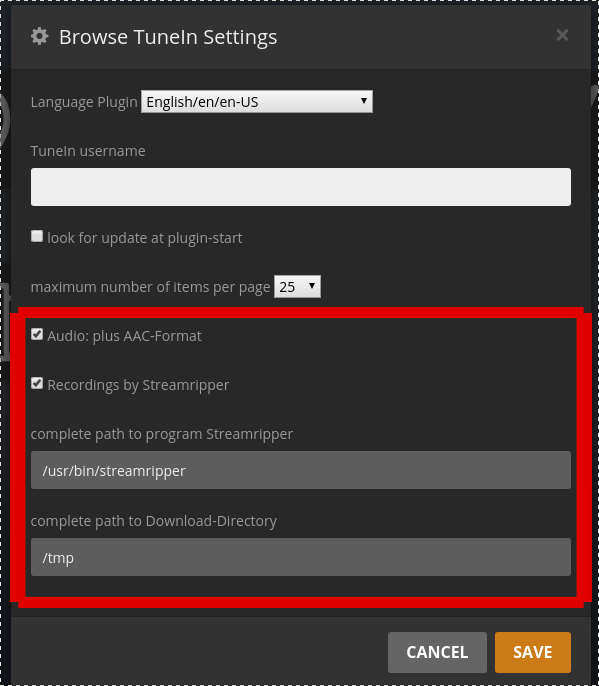 Browse TuneIn Settings
Language Plugin English/en/en-US
TuneIn username
look for update at plugin-start
maximum number of items per page 25
Audio: plus AAC-Format
Recordings by Streamripper
complete path to program Streamripper
/usr/bin/streamripper
complete path to Download-Directory
/tmp
CANCEL SAVE